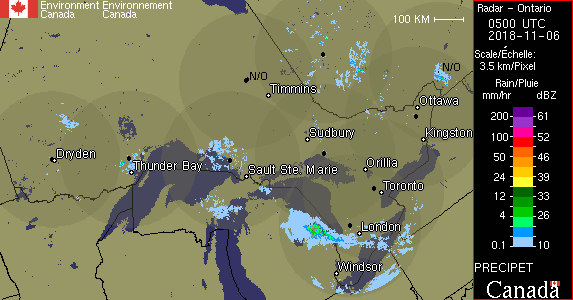 Environment Environnement
Canada Canada
100 KM
Radar - Ontario
0500 UTC
2018-11-06
Scale/Échelle:
3.5 km/Pixel
Rain/Pluie
mm/hr dBZ
200 61
100 52
50 46
24 39
12 33
4 26
0.1 10
PRECIPET
Canada
N/O
N/O
Timmins
Ottawa
Sudbury
Kingston
Dryden
Thunder Bay
Sault Ste. Marie
Orillia
Toronto
London
Windsor